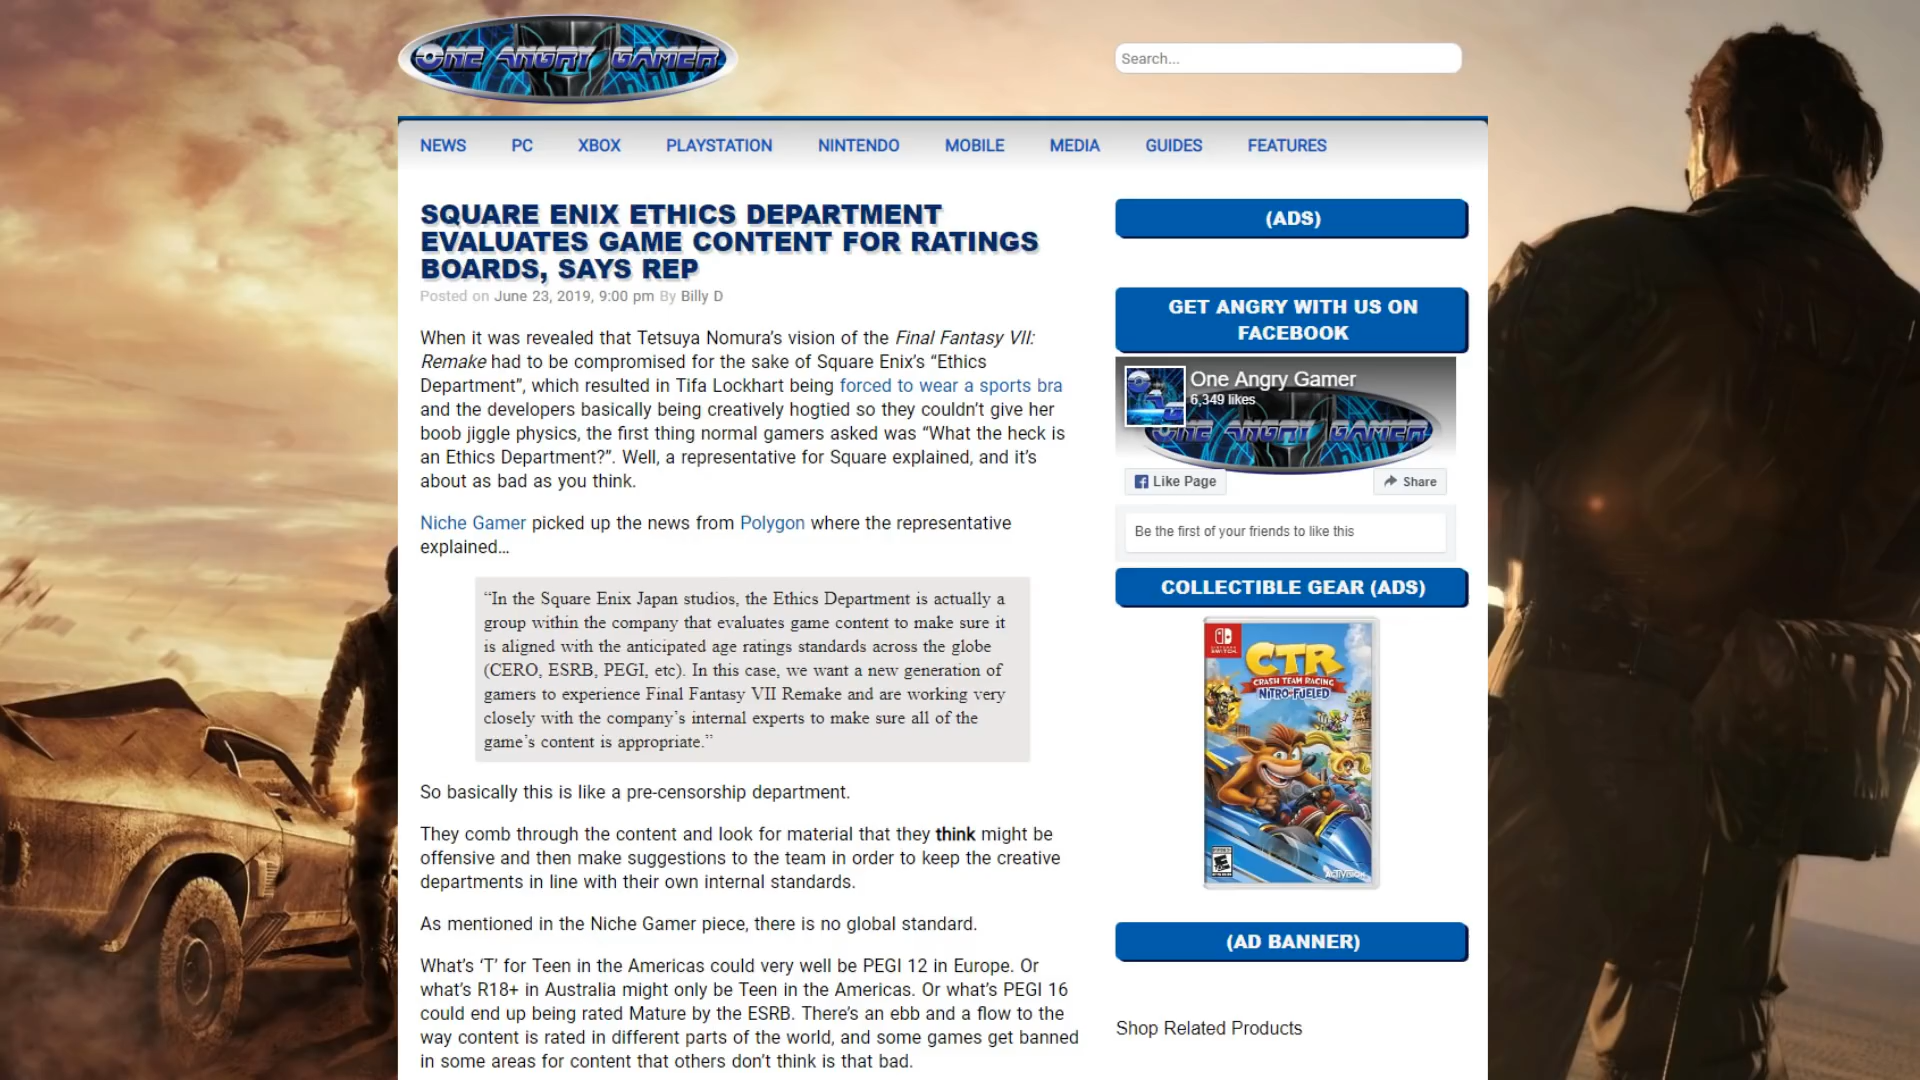 ONE ANGRY GAMER
Search...
NEWS PC XBOX PLAYSTATION NINTENDO MOBILE MEDIA GUIDES FEATURES
SQUARE ENIX ETHICS DEPARTMENT
EVALUATES GAME CONTENT FOR RATINGS
BOARDS, SAYS REP
Posted on June 23, 2019, 9:00 pm By Billy D
When it was revealed that Tetsuya Nomura’s vision of the Final Fantasy VII:
Remake had to be compromised for the sake of Square Enix’s “Ethics
Department”, which resulted in Tifa Lockhart being forced to wear a sports bra
and the developers basically being creatively hogtied so they couldn’t give her
boob jiggle physics, the first thing normal gamers asked was “What the heck is
an Ethics Department?”. Well, a representative for Square explained, and it’s
about as bad as you think.
Niche Gamer picked up the news from Polygon where the representative
explained…
“In the Square Enix Japan studios, the Ethics Department is actually a
group within the company that evaluates game content to make sure it
is aligned with the anticipated age ratings standards across the globe
(CERO, ESRB, PEGI, etc). In this case, we want a new generation of
gamers to experience Final Fantasy VII Remake and are working very
closely with the company’s internal experts to make sure all of the
game’s content is appropriate.”
So basically this is like a pre-censorship department.
They comb through the content and look for material that they think might be
offensive and then make suggestions to the team in order to keep the creative
departments in line with their own internal standards.
As mentioned in the Niche Gamer piece, there is no global standard.
What’s ‘T’ for Teen in the Americas could very well be PEGI 12 in Europe. Or
what’s R18+ in Australia might only be Teen in the Americas. Or what’s PEGI 16
could end up being rated Mature by the ESRB. There’s an ebb and a flow to the
way content is rated in different parts of the world, and some games get banned
in some areas for content that others don’t think is that bad.
(ADS)
GET ANGRY WITH US ON
FACEBOOK
One Angry Gamer
6,349 likes
ONE ANGRY GAMER
Like Page
Share
Be the first of your friends to like this
COLLECTIBLE GEAR (ADS)
NINTENDO
SWITCH
CTR
CRASH TEAM RACING
NITRO-FUELED
E
ACTIVISION
(AD BANNER)
Shop Related Products